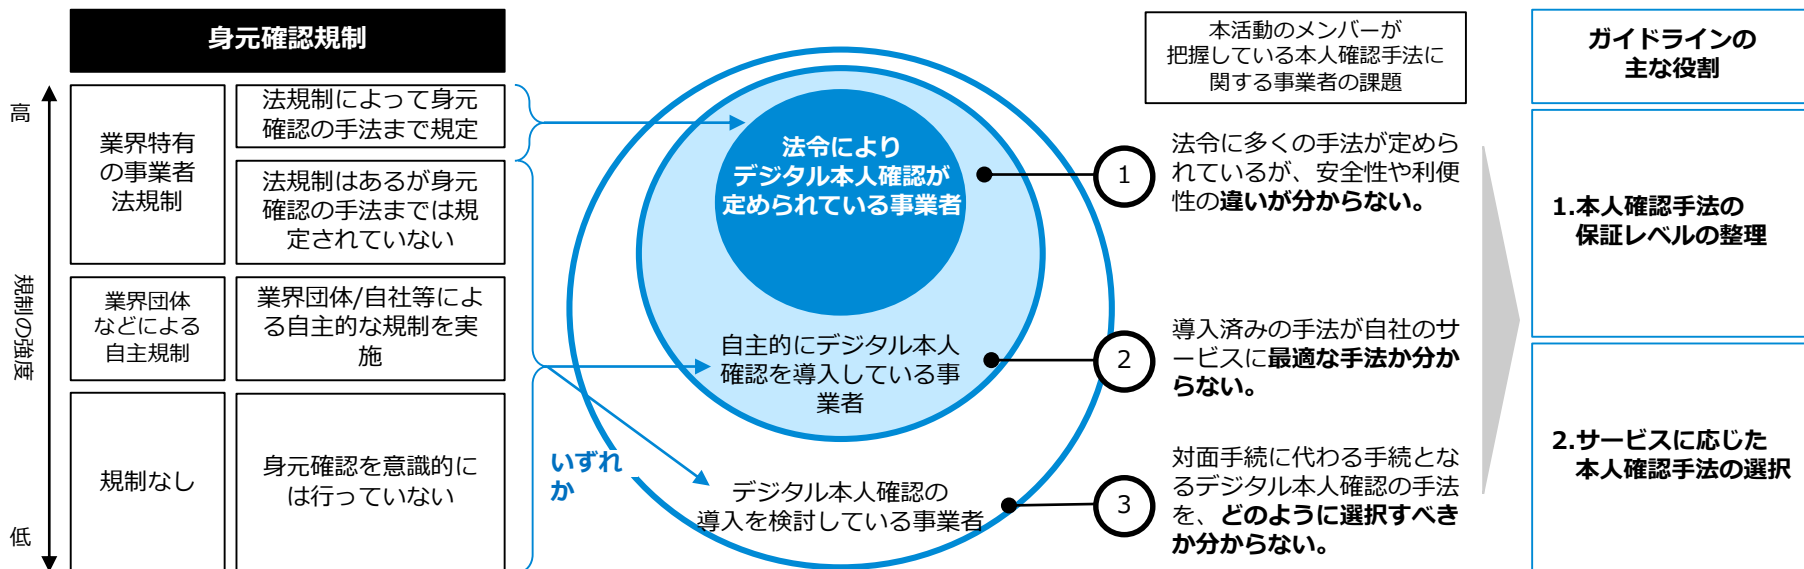 身元確認規制
高
規制の強度
低
業界特有
の事業者
法規制
法規制によって身元
確認の手法まで規定
法規制はあるが身元
確認の手法までは規
定されていない
業界団体
などによる
自主規制
業界団体/自社等によ
る自主的な規制を実
施
規制なし
身元確認を意識的に
は行っていない
いずれ
か
法令により
デジタル本人確認が
定められている事業者
自主的にデジタル本人
確認を導入している事
業者
デジタル本人確認の
導入を検討している事業者
本活動のメンバーが
把握している本人確認手法に
関する事業者の課題
1
法令に多くの手法が定めら
れているが、安全性や利便
性の違いが分からない。
2
導入済みの手法が自社のサ
ービスに最適な手法か分か
らない。
3
対面手続に代わる手続とな
るデジタル本人確認の手法
を、どのように選択すべき
か分からない。
ガイドラインの
主な役割
1.本人確認手法の
保証レベルの整理
2.サービスに応じた
本人確認手法の選択